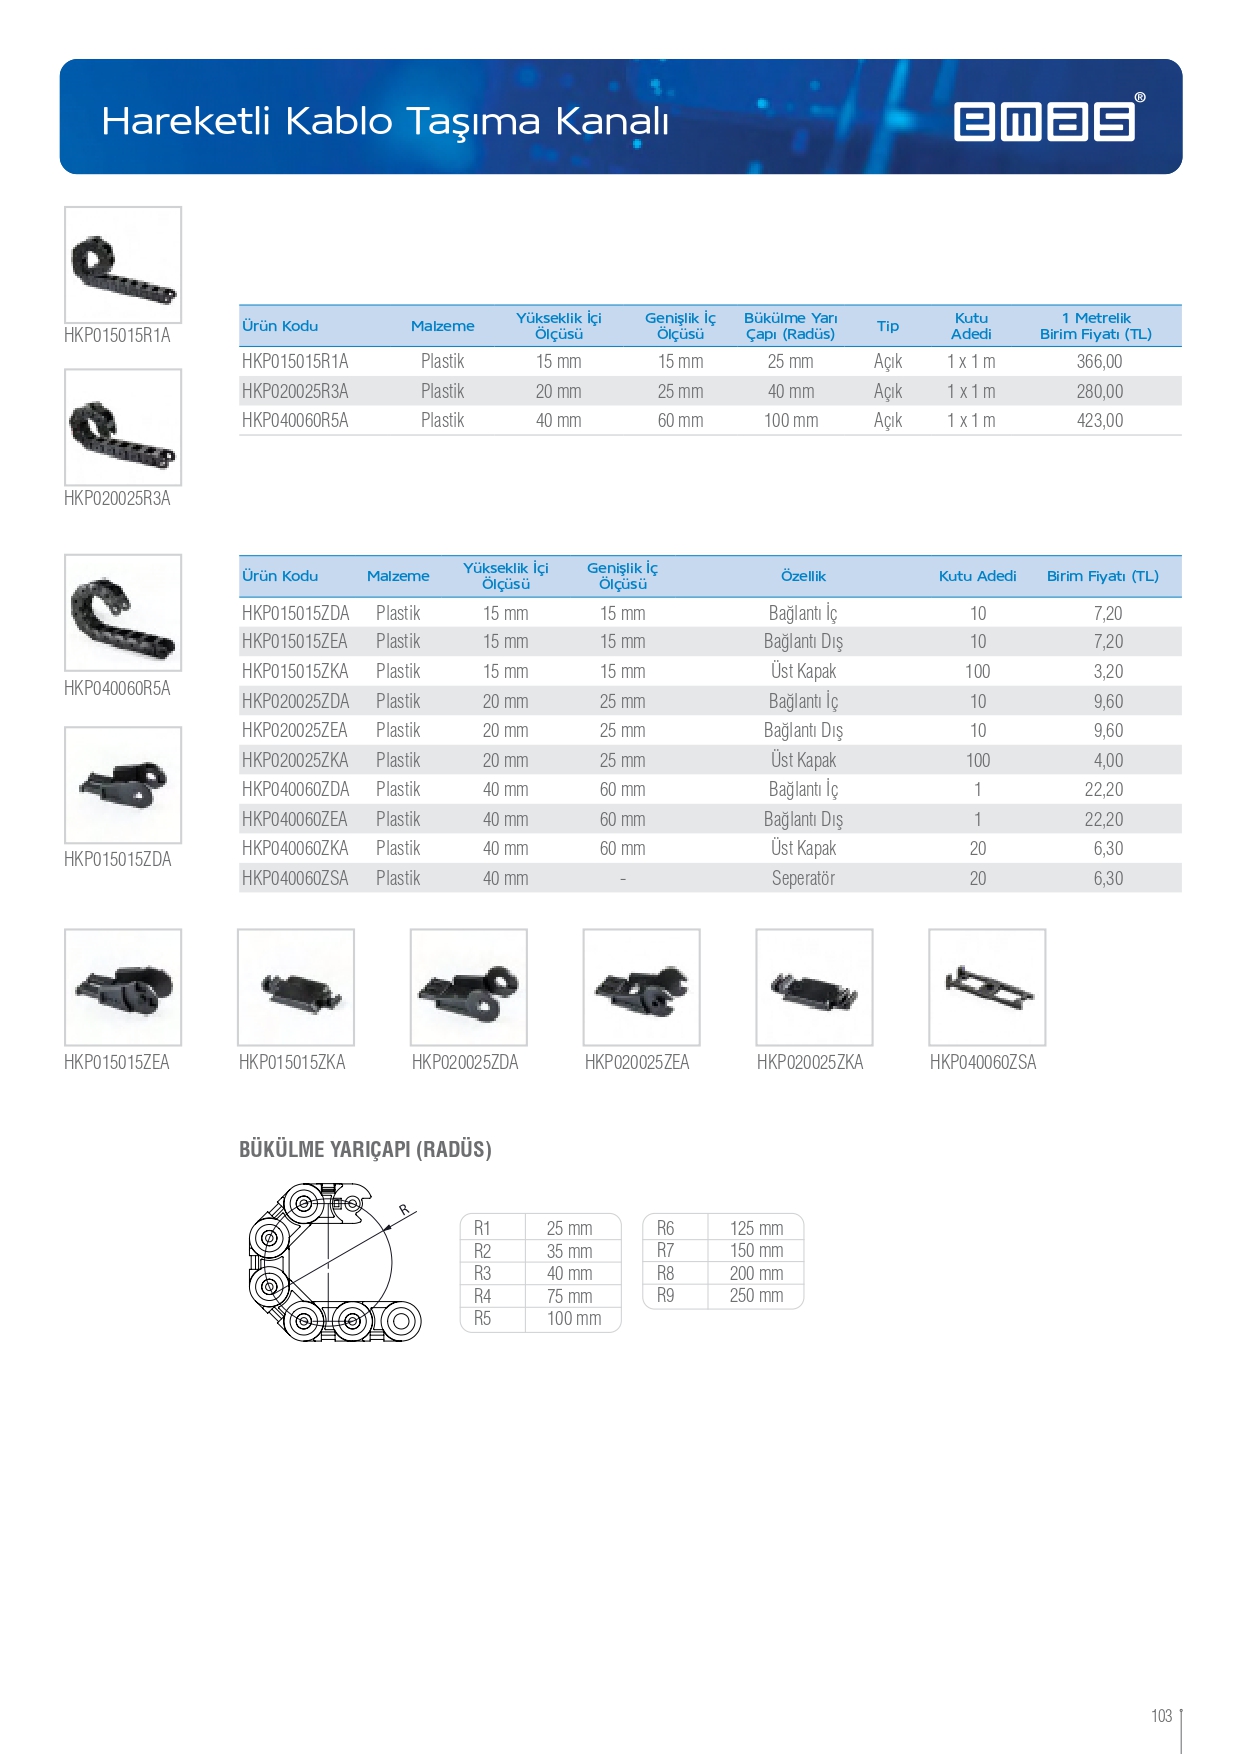 Hareketli Kablo Taşıma Kanalı
emas®
HKP015015R1A
HKP020025R3A
Ürün Kodu Malzeme Yükseklik İçi Ölçüsü Genişlik İç Ölçüsü Bükülme Yarı Çapı (Radüs) Tip Kutu Adedi 1 Metrelik Birim Fiyatı (TL)
HKP015015R1A Plastik 15 mm 15 mm 25 mm Açık 1 x 1 m 366,00
HKP020025R3A Plastik 20 mm 25 mm 40 mm Açık 1 x 1 m 280,00
HKP040060R5A Plastik 40 mm 60 mm 100 mm Açık 1 x 1 m 423,00
HKP040060R5A
HKP015015ZDA
Ürün Kodu Malzeme Yükseklik İçi Ölçüsü Genişlik İç Ölçüsü Özellik Kutu Adedi Birim Fiyatı (TL)
HKP015015ZDA Plastik 15 mm 15 mm Bağlantı İç 10 7,20
HKP015015ZEA Plastik 15 mm 15 mm Bağlantı Dış 10 7,20
HKP015015ZKA Plastik 15 mm 15 mm Üst Kapak 100 3,20
HKP020025ZDA Plastik 20 mm 25 mm Bağlantı İç 10 9,60
HKP020025ZEA Plastik 20 mm 25 mm Bağlantı Dış 10 9,60
HKP020025ZKA Plastik 20 mm 25 mm Üst Kapak 100 4,00
HKP040060ZDA Plastik 40 mm 60 mm Bağlantı İç 1 22,20
HKP040060ZEA Plastik 40 mm 60 mm Bağlantı Dış 1 22,20
HKP040060ZKA Plastik 40 mm 60 mm Üst Kapak 20 6,30
HKP040060ZSA Plastik 40 mm - Seperatör 20 6,30
HKP015015ZEA HKP015015ZKA HKP020025ZDA HKP020025ZEA HKP020025ZKA HKP040060ZSA
BÜKÜLME YARIÇAPI (RADÜS)
R
R1 25 mm
R2 35 mm
R3 40 mm
R4 75 mm
R5 100 mm
R6 125 mm
R7 150 mm
R8 200 mm
R9 250 mm
103